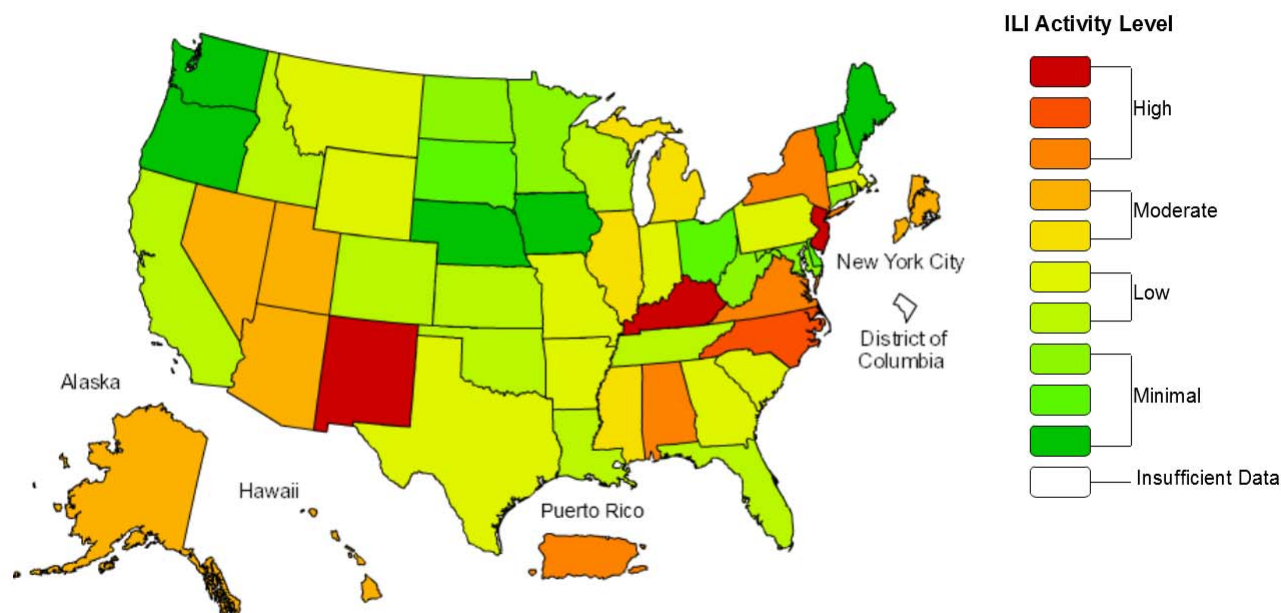 ILI Activity Level
High
Moderate
Low
Minimal
Insufficient Data
New York City
District of
Columbia
Alaska
Hawaii
Puerto Rico